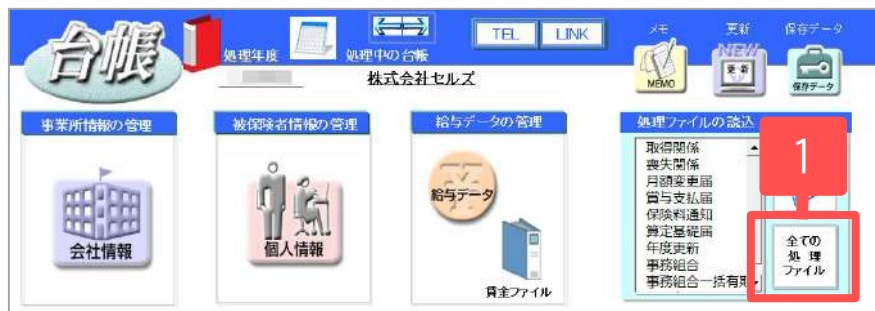 台帳
処理年度
処理中の台帳
TEL
LINK
メモ
更新
保存データ
株式会社セルズ
MEMO
NEW
更新
保存データ
事業所情報の管理
被保険者情報の管理
給与データの管理
処理ファイルの読込
会社情報
個人情報
給与データ
賃金ファイル
取得関係
喪失関係
月額変更届
賞与支払届
保険料通知
算定基礎届
年度更新
事務組合
事務組合一括有期
1
全ての
処 理
ファイル